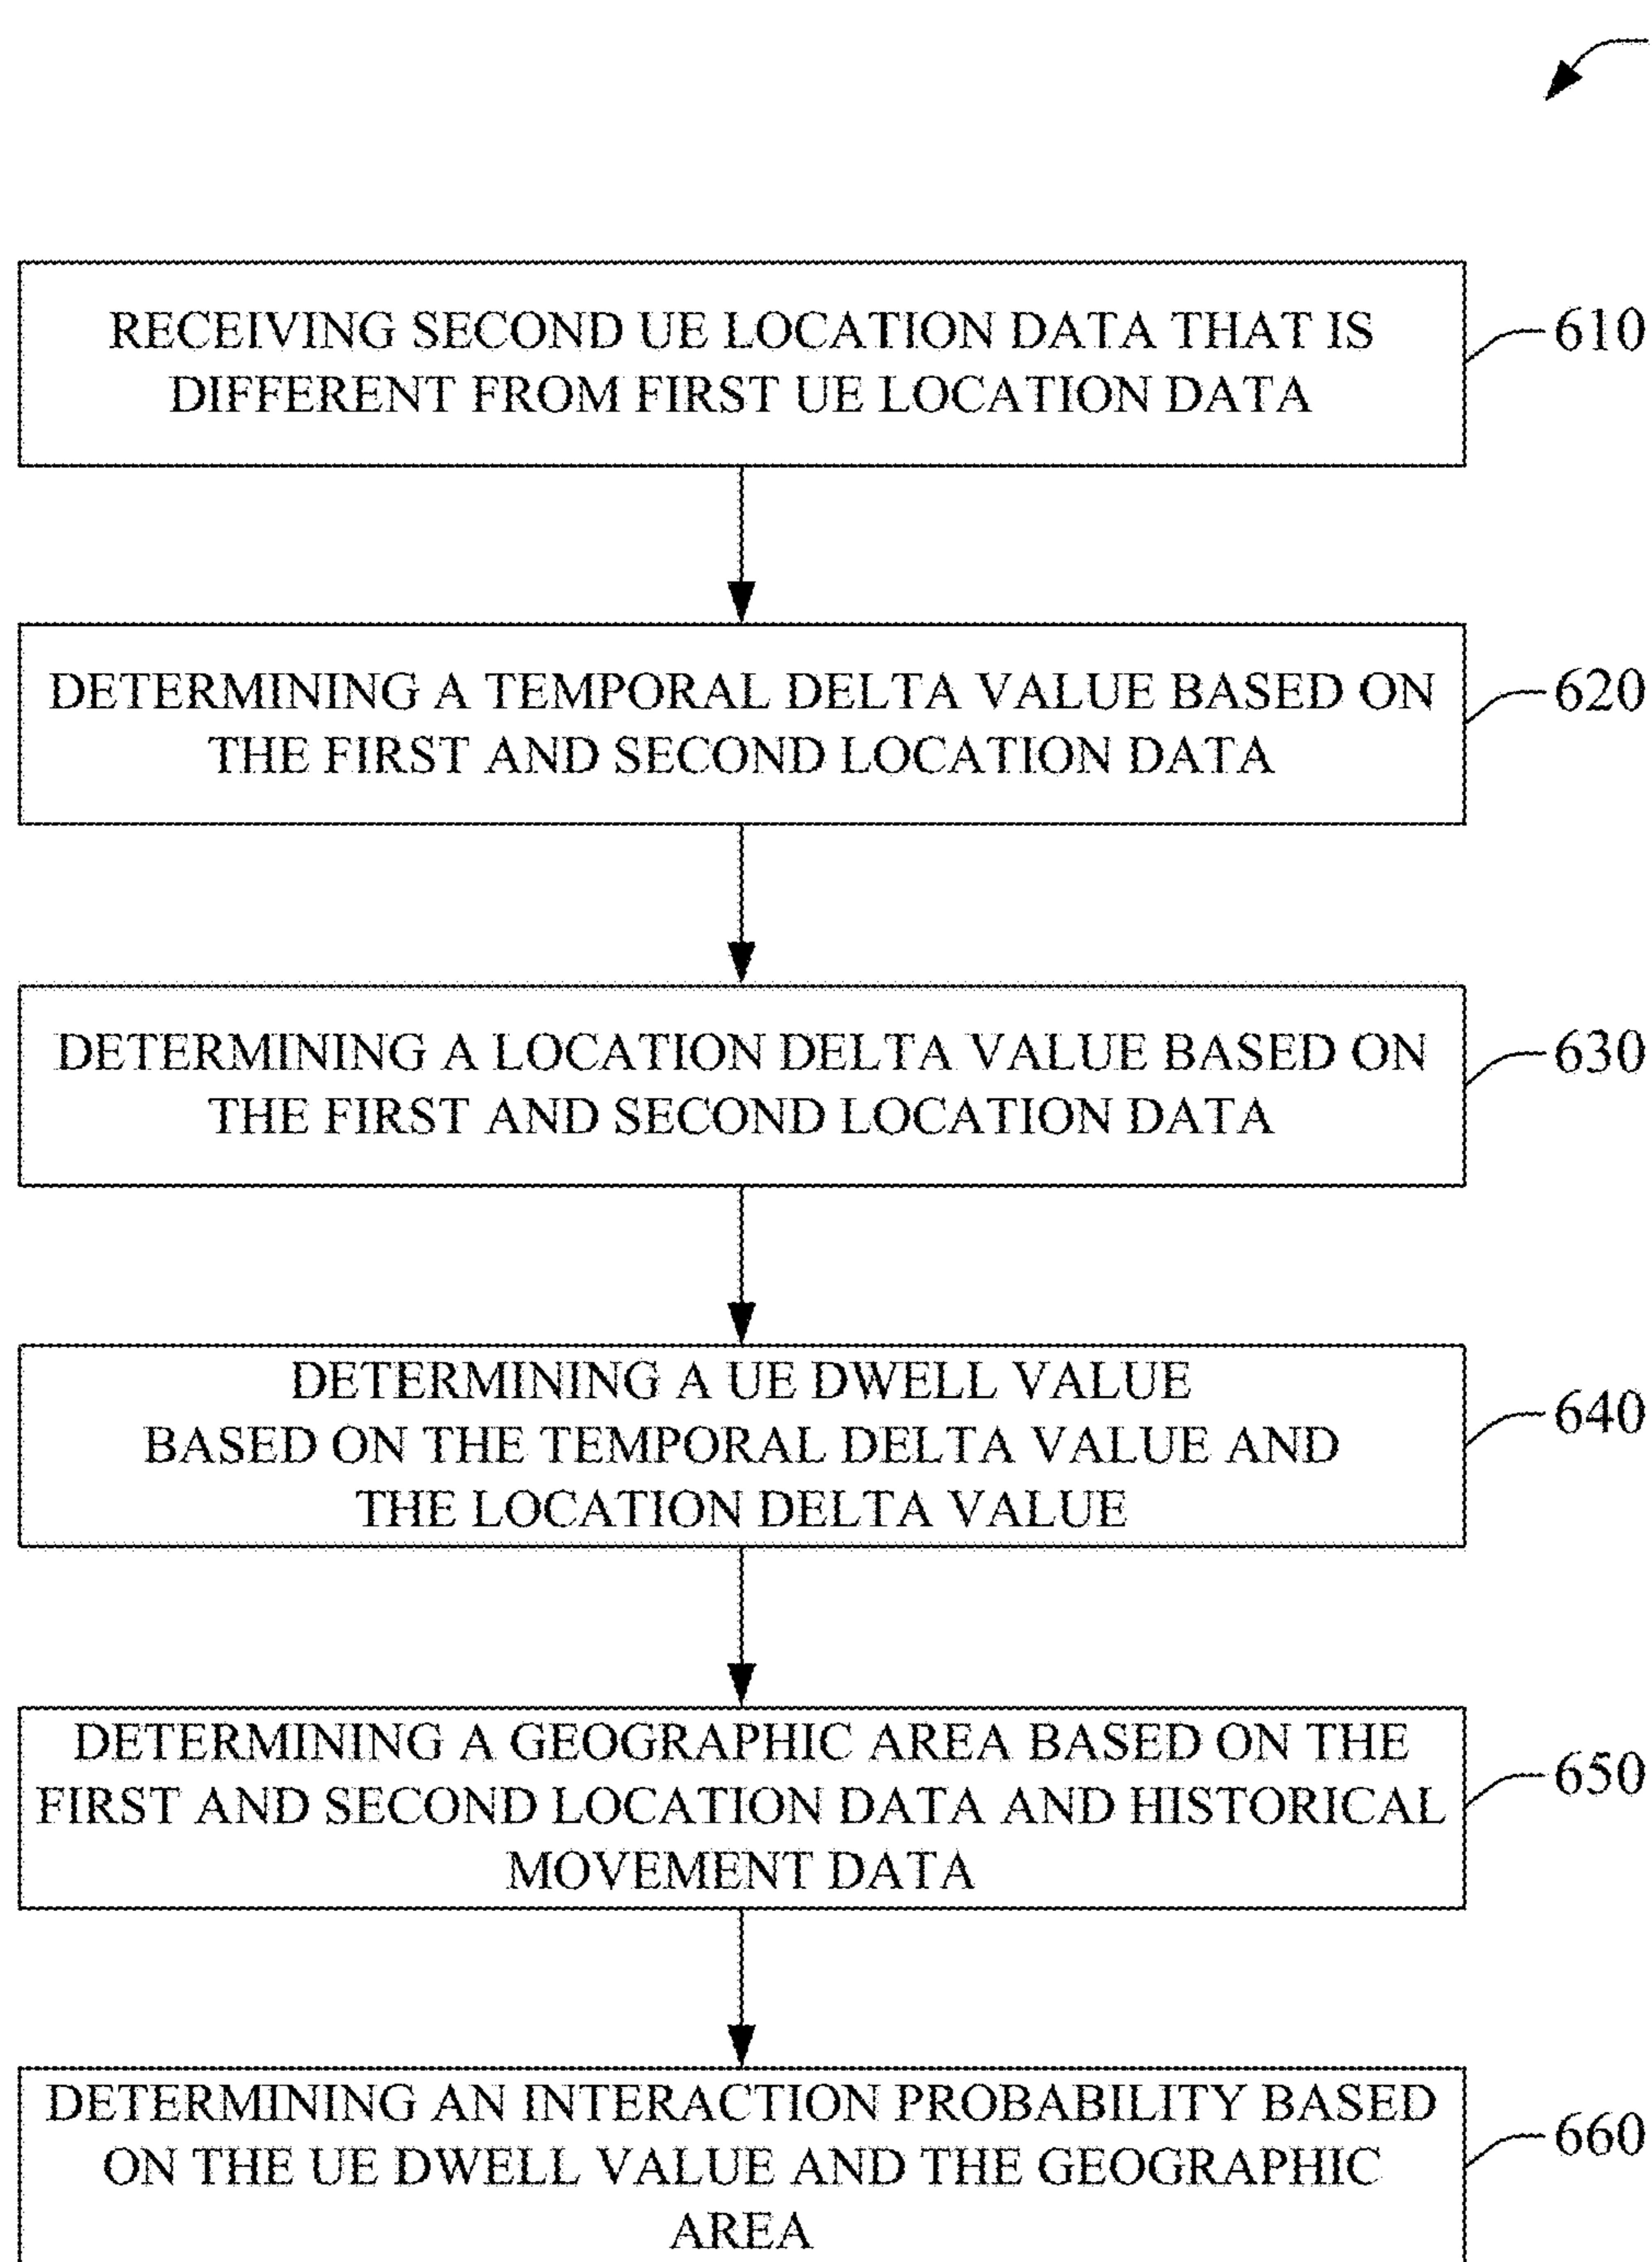 RECEIVING SECOND UE LOCATION DATA THAT IS
DIFFERENT FROM FIRST UE LOCATION DATA
610
DETERMINING A TEMPORAL DELTA VALUE BASED ON
THE FIRST AND SECOND LOCATION DATA
620
DETERMINING A LOCATION DELTA VALUE BASED ON
THE FIRST AND SECOND LOCATION DATA
630
DETERMINING A UE DWELL VALUE
BASED ON THE TEMPORAL DELTA VALUE AND
THE LOCATION DELTA VALUE
640
DETERMINING A GEOGRAPHIC AREA BASED ON THE
FIRST AND SECOND LOCATION DATA AND HISTORICAL
MOVEMENT DATA
650
DETERMINING AN INTERACTION PROBABILITY BASED
ON THE UE DWELL VALUE AND THE GEOGRAPHIC
AREA
660